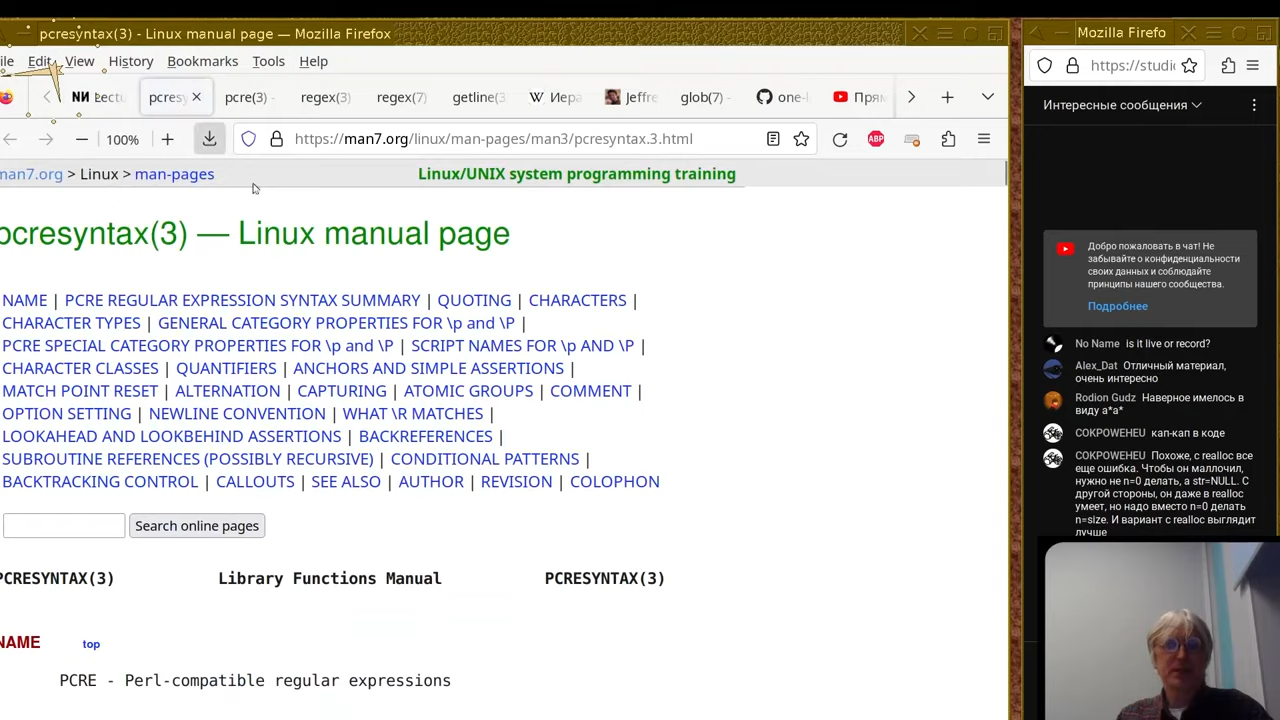 pcresyntax(3) - Linux manual page — Mozilla Firefox
ile Edit View History Bookmarks Tools Help
pcresy
pcre(3) -
regex(3)
regex(7)
getline(3
Иера
Jeffre
glob(7) -
one-l
Прям
100%
https://man7.org/linux/man-pages/man3/pcresyntax.3.html
man7.org > Linux > man-pages
Linux/UNIX system programming training
pcresyntax(3) — Linux manual page
NAME | PCRE REGULAR EXPRESSION SYNTAX SUMMARY | QUOTING | CHARACTERS |
CHARACTER TYPES | GENERAL CATEGORY PROPERTIES FOR \p and \P |
PCRE SPECIAL CATEGORY PROPERTIES FOR \p and \P | SCRIPT NAMES FOR \p AND \P |
CHARACTER CLASSES | QUANTIFIERS | ANCHORS AND SIMPLE ASSERTIONS |
MATCH POINT RESET | ALTERNATION | CAPTURING | ATOMIC GROUPS | COMMENT |
OPTION SETTING | NEWLINE CONVENTION | WHAT \R MATCHES |
LOOKAHEAD AND LOOKBEHIND ASSERTIONS | BACKREFERENCES |
SUBROUTINE REFERENCES (POSSIBLY RECURSIVE) | CONDITIONAL PATTERNS |
BACKTRACKING CONTROL | CALLOUTS | SEE ALSO | AUTHOR | REVISION | COLOPHON
Search online pages
PCRESYNTAX(3) Library Functions Manual PCRESYNTAX(3)
NAME top
PCRE - Perl-compatible regular expressions
Mozilla Firefo
https://studi
Интересные сообщения
Добро пожаловать в чат! Не
забывайте о конфиденциальности
своих данных и соблюдайте
принципы нашего сообщества.
Подробнее
No Name is it live or record?
Alex_Dat Отличный материал,
очень интересно
Rodion Gudz Наверное имелось в
виду a*a*
COKPOWEHEU кап-кап в коде
COKPOWEHEU Похоже, с realloc все
еще ошибка. Чтобы он маллочил,
нужно не n=0 делать, а str=NULL. С
другой стороны, он даже в realloc
умеет, но надо вместо n=0 делать
n=size. И вариант с realloc выглядит
лучше